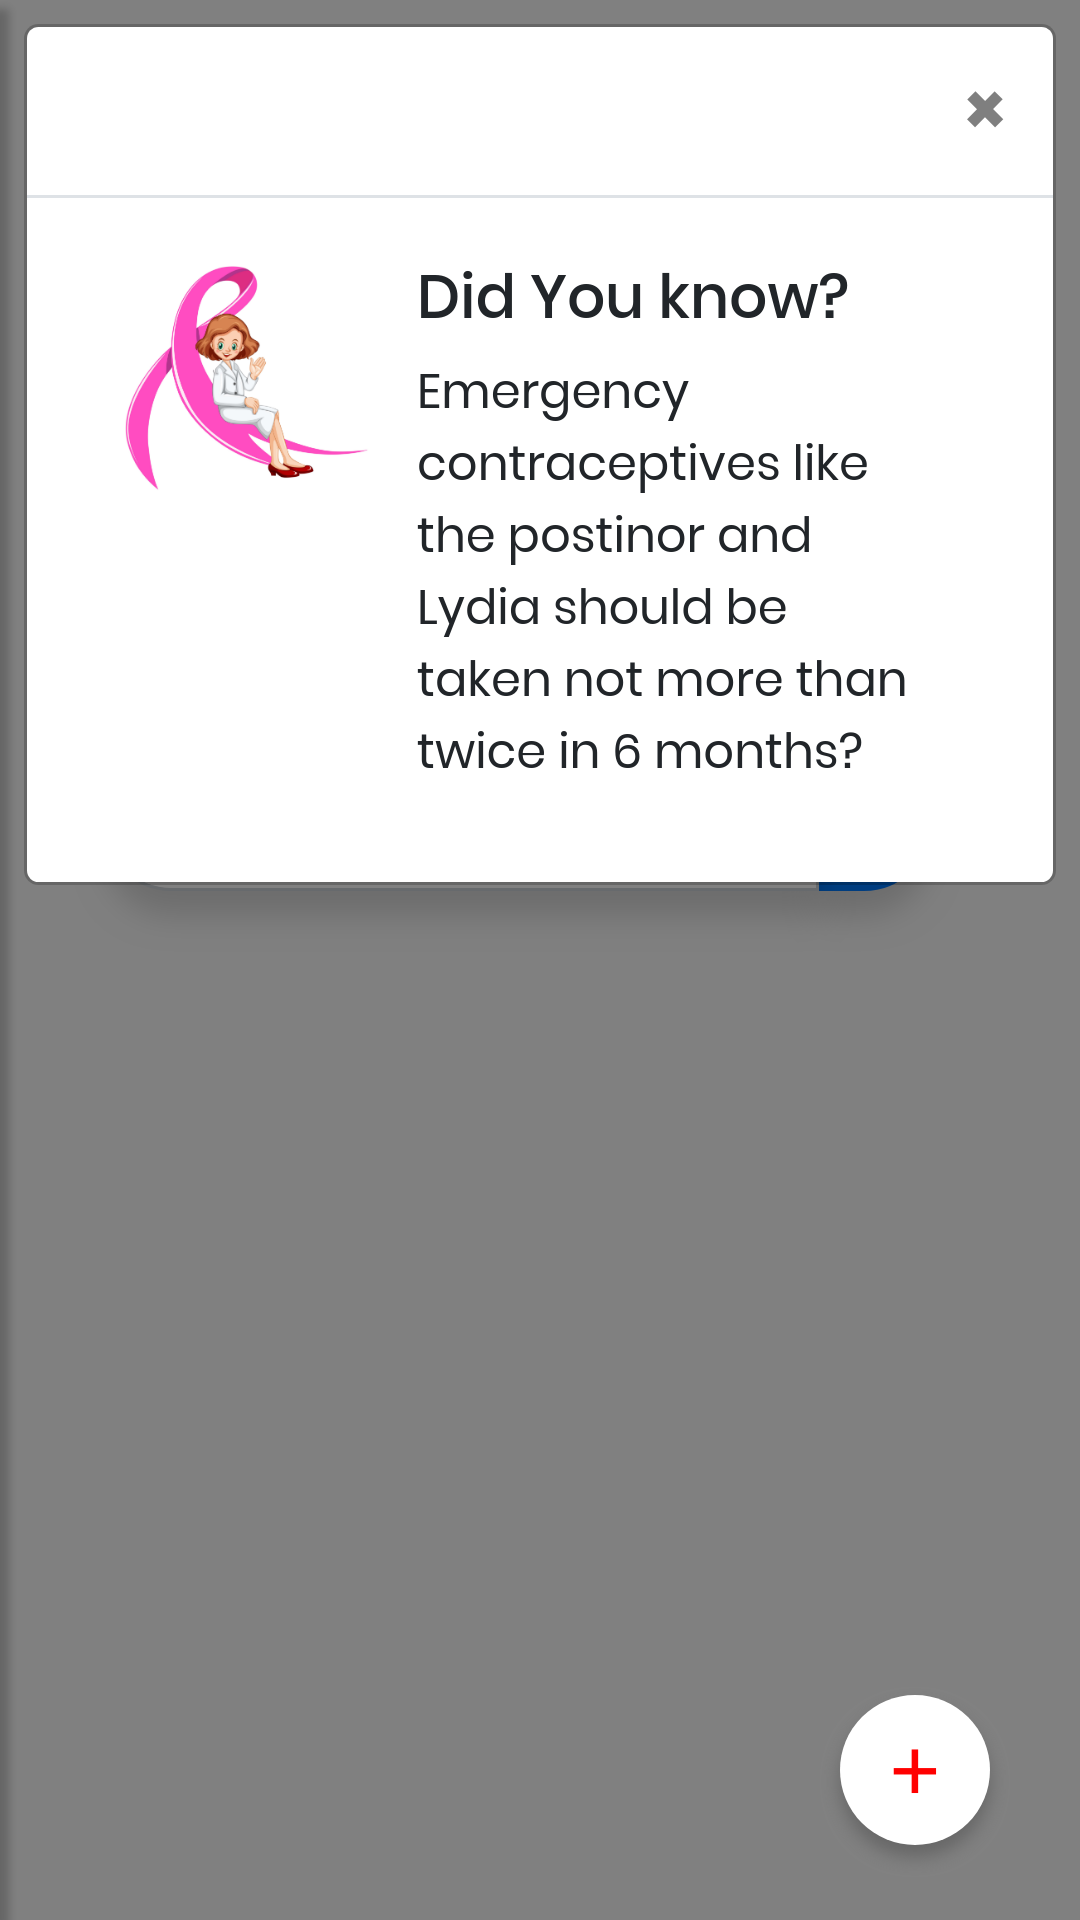 Did You know?
Emergency
contraceptives like
the postinor and
Lydia should be
taken not more than
twice in 6 months?